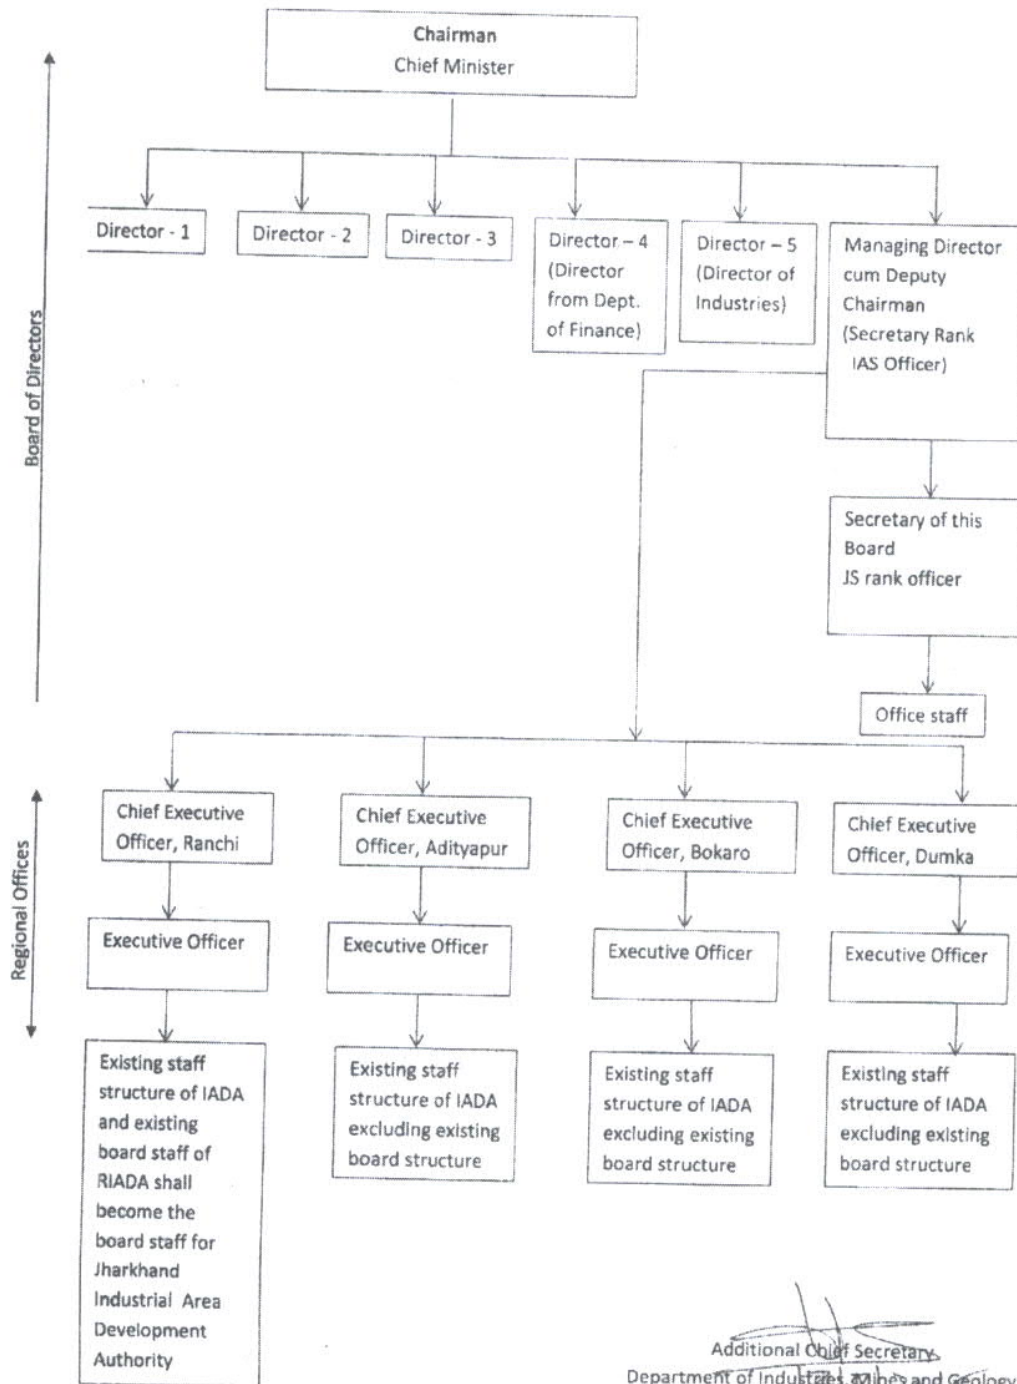 Chairman
Chief Minister
Director - 1
Director - 2
Director - 3
Director – 4
(Director
from Dept.
of Finance)
Director – 5
(Director of
Industries)
Managing Director
cum Deputy
Chairman
(Secretary Rank
IAS Officer)
Board of Directors
Secretary of this
Board
JS rank officer
Office staff
Regional Offices
Chief Executive
Officer, Ranchi
Chief Executive
Officer, Adityapur
Chief Executive
Officer, Bokaro
Chief Executive
Officer, Dumka
Executive Officer
Executive Officer
Executive Officer
Executive Officer
Existing staff
structure of IADA
and existing
board staff of
RIADA shall
become the
board staff for
Jharkhand
Industrial Area
Development
Authority
Existing staff
structure of IADA
excluding existing
board structure
Existing staff
structure of IADA
excluding existing
board structure
Existing staff
structure of IADA
excluding existing
board structure
Additional Chief Secretary
Department of Industries, Mines and Geology